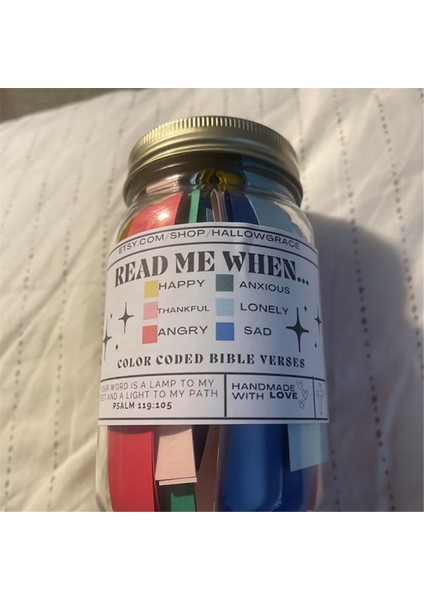 ETSY.COM/SHOP/HALLOWGRACE
READ ME WHEN...
HAPPY ANXIOUS
THANKFUL LONELY
ANGRY SAD
COLOR CODED BIBLE VERSES
WORD IS A LAMP TO MY
AND A LIGHT TO MY PATH
PSALM 119:105
HANDMADE
WITH LOVE